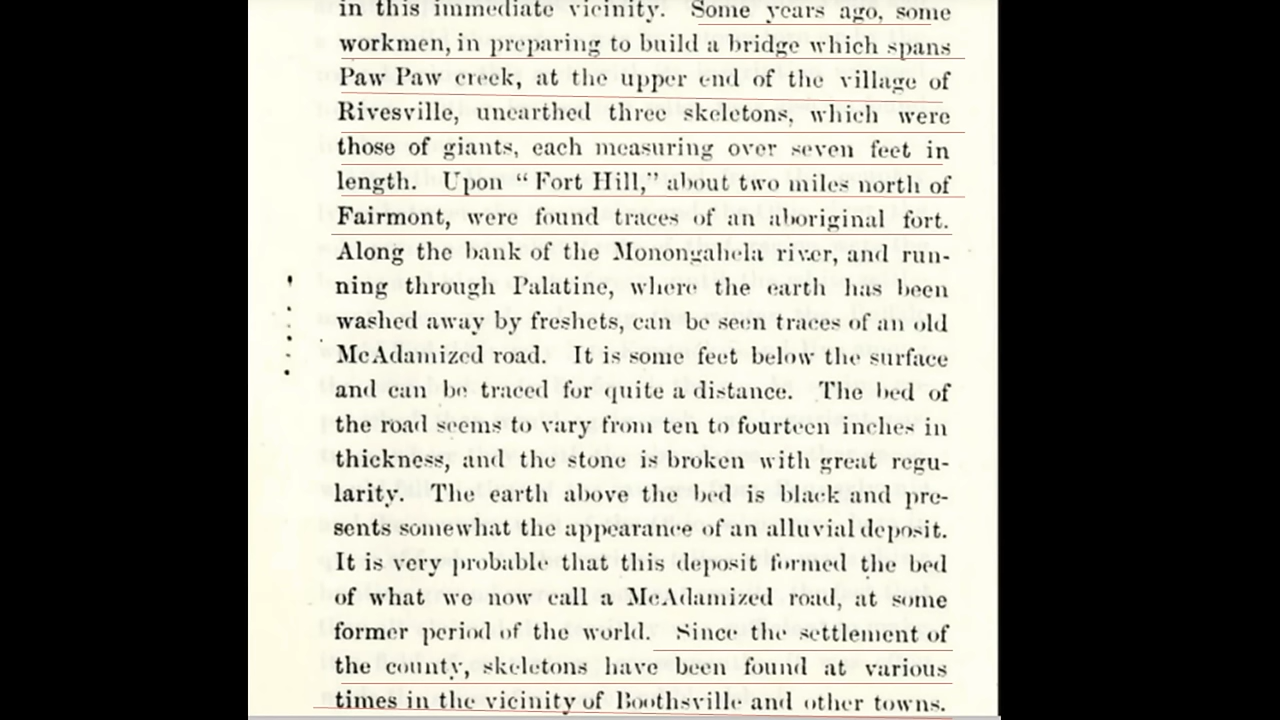 in this immediate vicinity. Some years ago, some
workmen, in preparing to build a bridge which spans
Paw Paw creek, at the upper end of the village of
Rivesville, unearthed three skeletons, which were
those of giants, each measuring over seven feet in
length. Upon “ Fort Hill,” about two miles north of
Fairmont, were found traces of an aboriginal fort.
Along the bank of the Monongahela river, and run-
ning through Palatine, where the earth has been
washed away by freshets, can be seen traces of an old
McAdamized road. It is some feet below the surface
and can be traced for quite a distance. The bed of
the road seems to vary from ten to fourteen inches in
thickness, and the stone is broken with great regu-
larity. The earth above the bed is black and pre-
sents somewhat the appearance of an alluvial deposit.
It is very probable that this deposit formed the bed
of what we now call a McAdamized road, at some
former period of the world. Since the settlement of
the county, skeletons have been found at various
times in the vicinity of Boothsville and other towns.